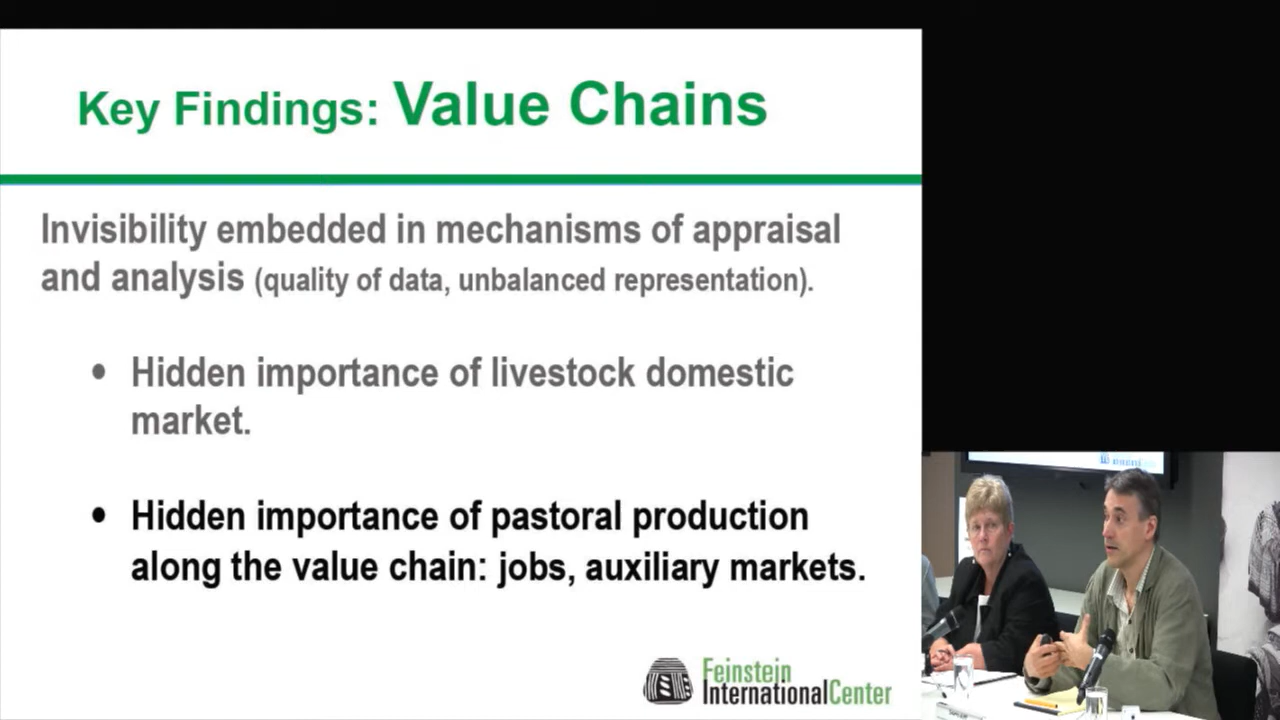 Key Findings: Value Chains
Invisibility embedded in mechanisms of appraisal
and analysis (quality of data, unbalanced representation).
• Hidden importance of livestock domestic
market.
• Hidden importance of pastoral production
along the value chain: jobs, auxiliary markets.
Feinstein
InternationalCenter